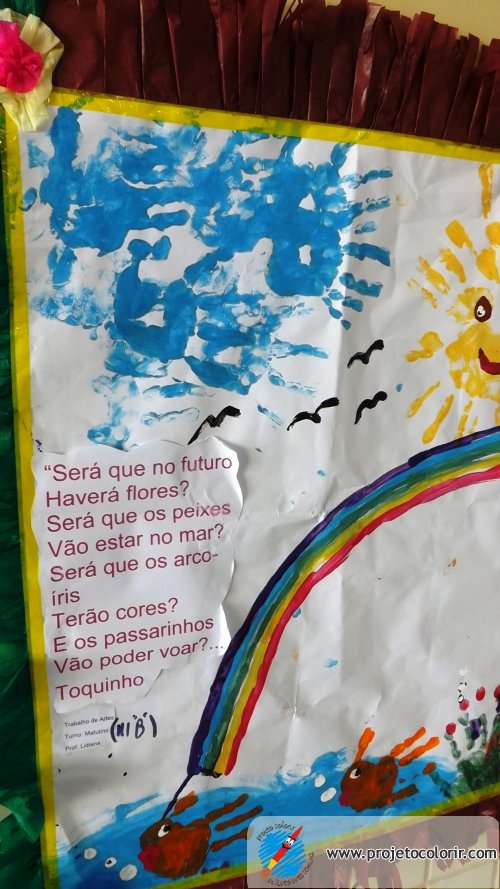 “Será que no futuro
Haverá flores?
Será que os peixes
Vão estar no mar?
Será que os arco-
íris
Terão cores?
E os passarinhos
Vão poder voar?...
Toquinho
Trabalho de Artes
Turno Matutino
Prof. Lidiana
www.projetocolorir.com